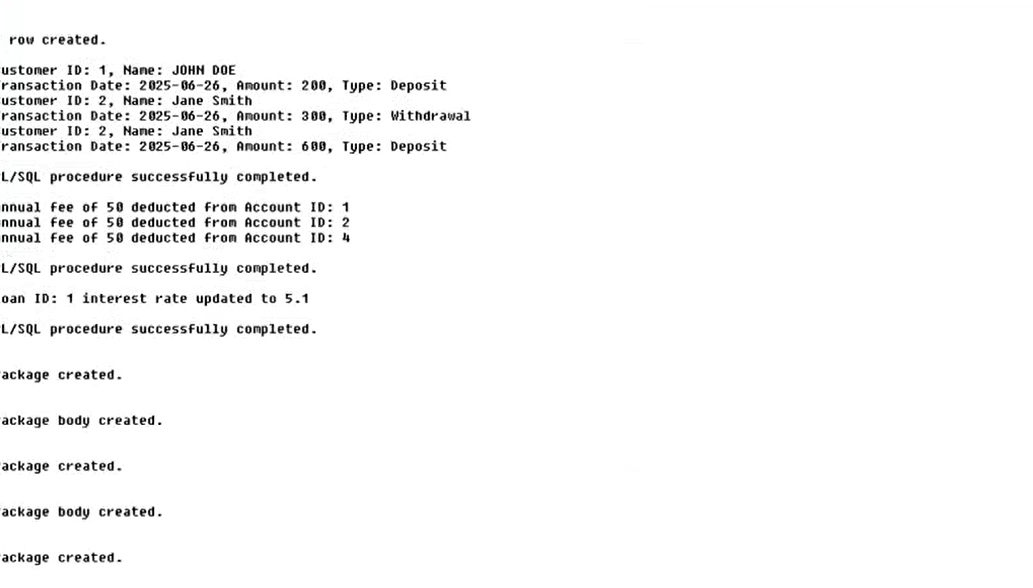 row created.
ustomer ID: 1, Name: JOHN DOE
ransaction Date: 2025-06-26, Amount: 200, Type: Deposit
ustomer ID: 2, Name: Jane Smith
ransaction Date: 2025-06-26, Amount: 300, Type: Withdrawal
ustomer ID: 2, Name: Jane Smith
ransaction Date: 2025-06-26, Amount: 600, Type: Deposit
L/SQL procedure successfully completed.
nnual fee of 50 deducted from Account ID: 1
nnual fee of 50 deducted from Account ID: 2
nnual fee of 50 deducted from Account ID: 4
L/SQL procedure successfully completed.
oan ID: 1 interest rate updated to 5.1
L/SQL procedure successfully completed.
ackage created.
ackage body created.
ackage created.
ackage body created.
ackage created.